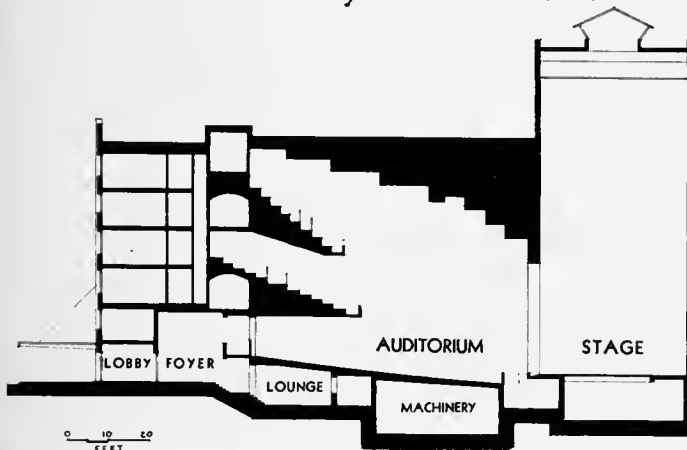 AUDITORIUM
STAGE
LOBBY
FOYER
LOUNGE
MACHINERY
0 10 20
FEET